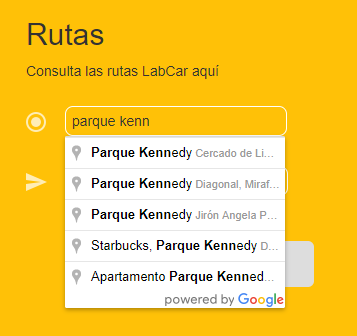 Rutas
Consulta las rutas LabCar aquí
parque kenn
Parque Kennedy Cercado de Li...
Parque Kennedy Diagonal, Miraf...
Parque Kennedy Jirón Angela P...
Starbucks, Parque Kennedy D...
Apartamento Parque Kenned...
powered by Google